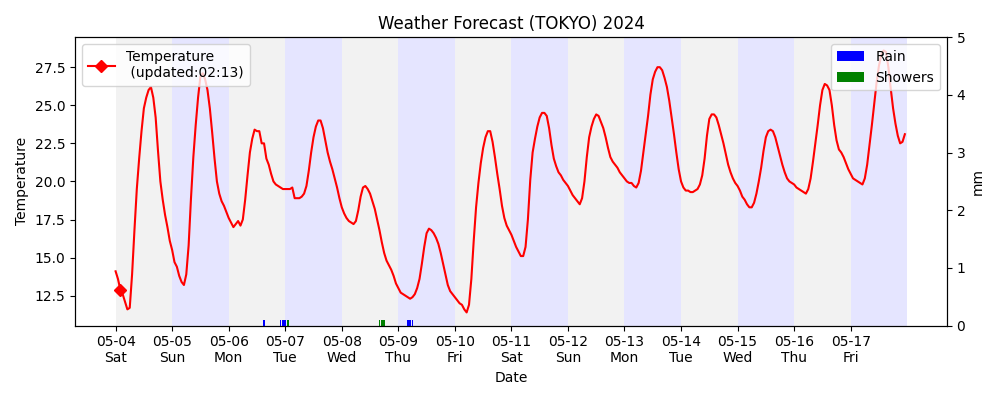 Weather Forecast (TOKYO) 2024
Temperature
(updated:02:13)
Rain
Showers
27.5
25.0
22.5
20.0
17.5
15.0
12.5
Temperature
5
4
3
2
1
0
mm
05-04 05-05 05-06 05-07 05-08 05-09 05-10 05-11 05-12 05-13 05-14 05-15 05-16 05-17
Sat Sun Mon Tue Wed Thu Fri Sat Sun Mon Tue Wed Thu Fri
Date